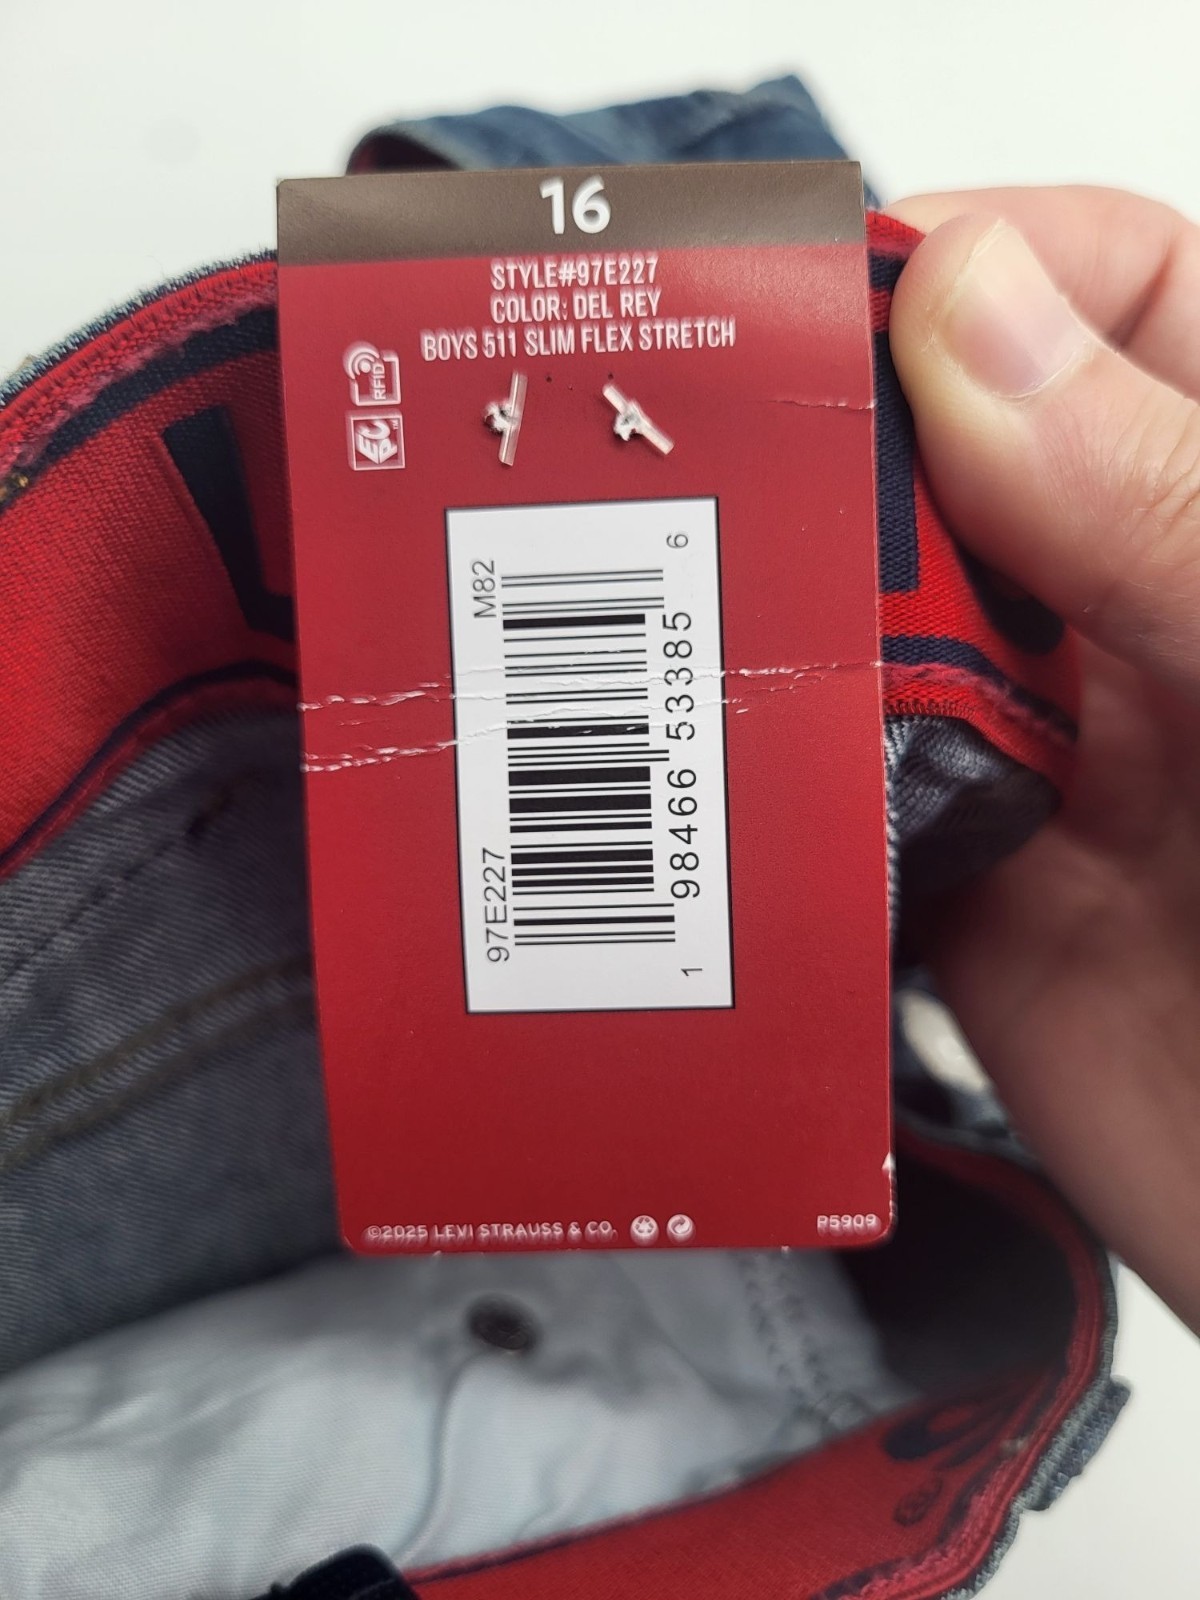 16
STYLE#97E227
COLOR: DEL REY
BOYS 511 SLIM FLEX STRETCH
RFID
EPC™
M82
97E227
1 98466 53385 6
©2025 LEVI STRAUSS & CO.
P5909